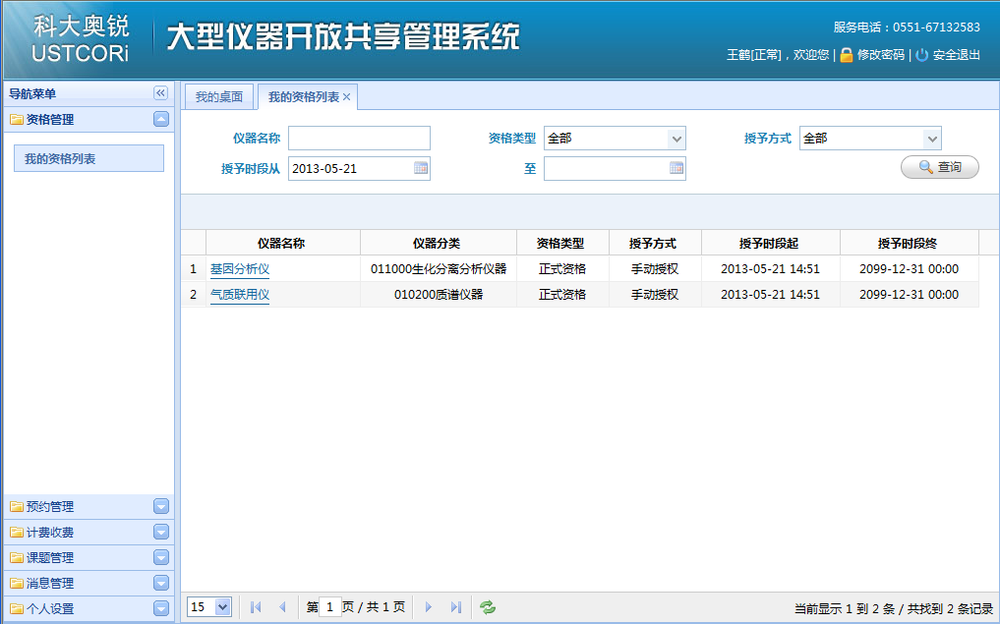 科大奥锐
USTCORi
大型仪器开放共享管理系统
服务电话：0551-67132583
王鹤[正常]，欢迎您 | 修改密码 | 安全退出
导航菜单
资格管理
我的资格列表
预约管理
计费收费
课题管理
消息管理
个人设置
我的桌面 我的资格列表
仪器名称 资格类型 全部 授予方式 全部
授予时段从 2013-05-21 至 查询
仪器名称 仪器分类 资格类型 授予方式 授予时段起 授予时段终
1 基因分析仪 011000生化分离分析仪器 正式资格 手动授权 2013-05-21 14:51 2099-12-31 00:00
2 气质联用仪 010200质谱仪器 正式资格 手动授权 2013-05-21 14:51 2099-12-31 00:00
15 第 1 页 / 共 1 页 当前显示 1 到 2 条 / 共找到 2 条记录